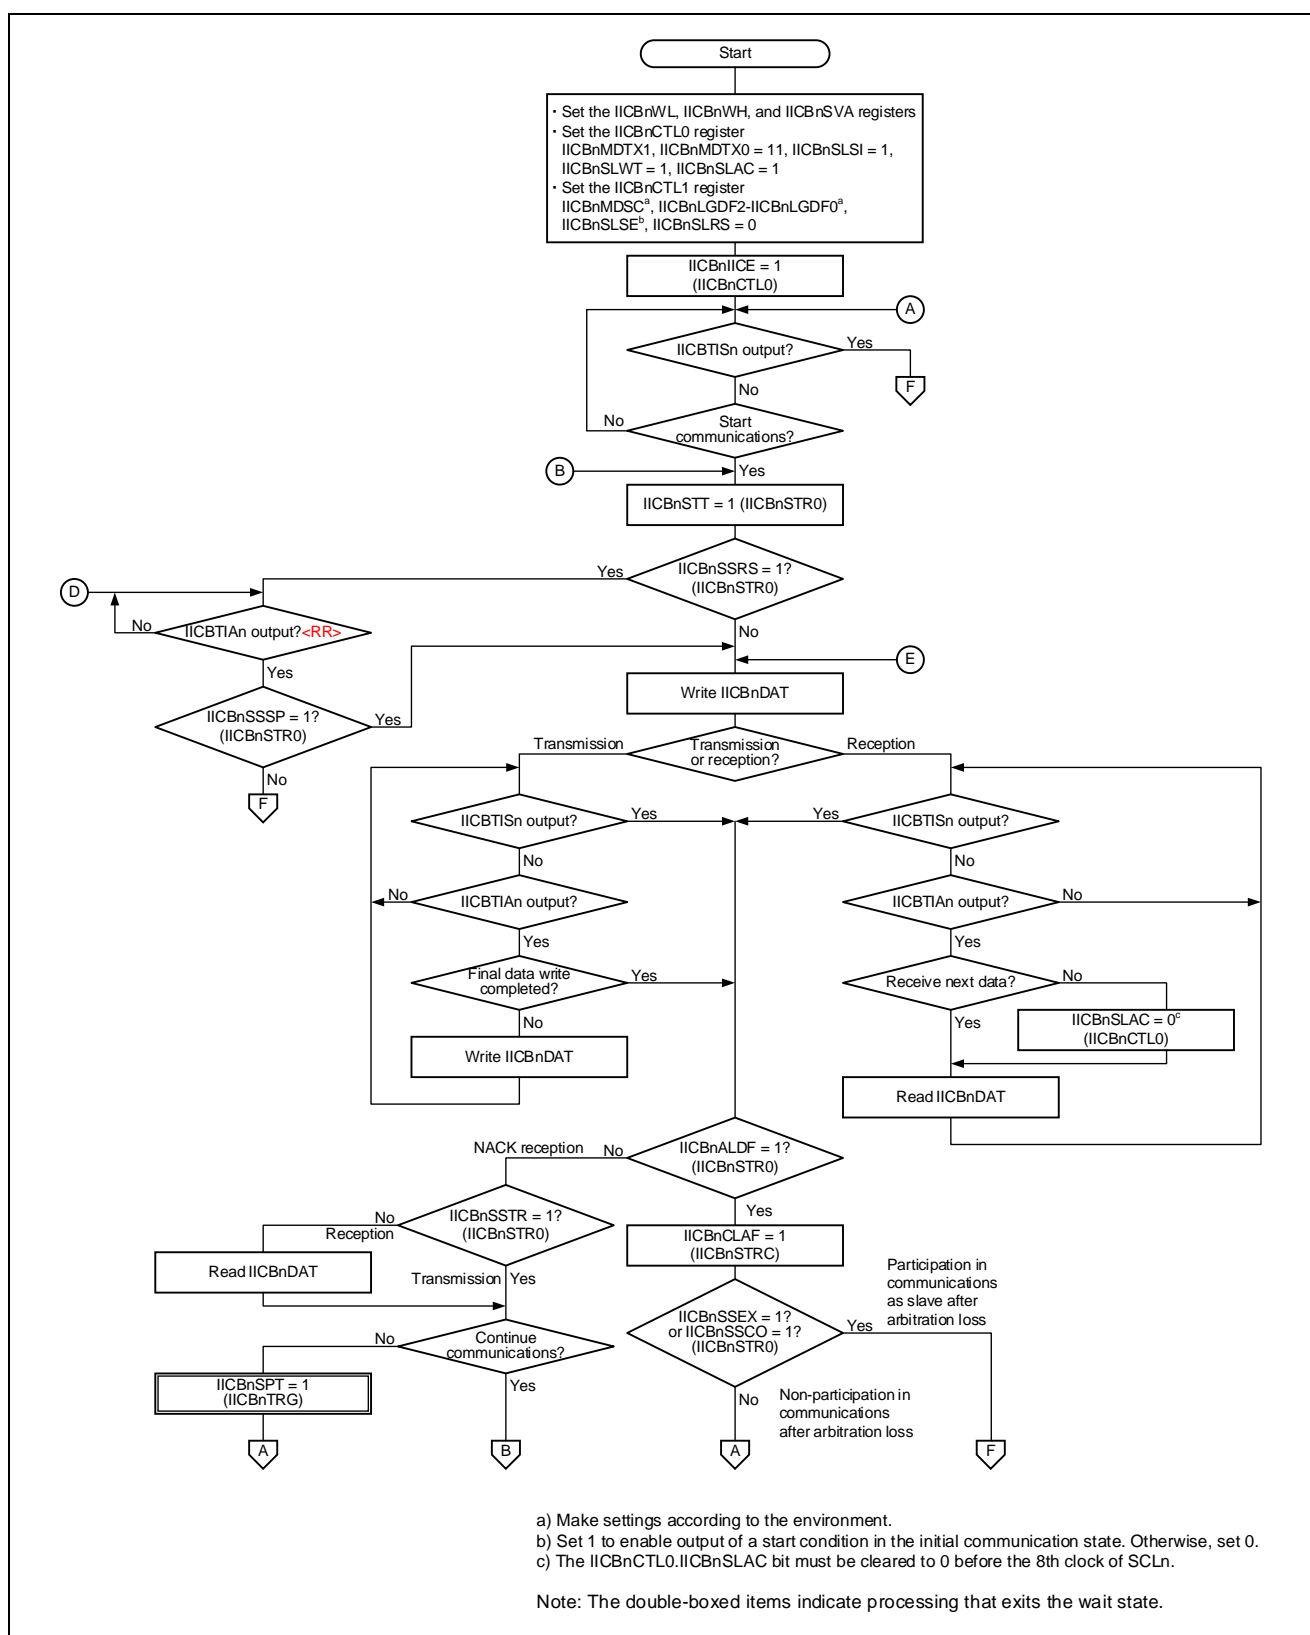 Start
・Set the IICBnWL, IICBnWH, and IICBnSVA registers
・Set the IICBnCTL0 register
IICBnMDTX1, IICBnMDTX0 = 11, IICBnSLSI = 1,
IICBnSLWT = 1, IICBnSLAC = 1
・Set the IICBnCTL1 register
IICBnMDSCa, IICBnLGDF2-IICBnLGDF0a,
IICBnSLSEb, IICBnSLRS = 0
IICBnIICE = 1
(IICBnCTL0)
A
IICBTISn output?
Yes
F
No
No
Start
communications?
B
Yes
IICBnSTT = 1 (IICBnSTR0)
Yes
IICBnSSRS = 1?
(IICBnSTR0)
D
No
IICBTIAn output?<RR>
No
Yes
E
Write IICBnDAT
IICBnSSSP = 1?
(IICBnSTR0)
Yes
Transmission
Transmission
or reception?
Reception
No
F
IICBTISn output?
Yes
Yes
IICBTISn output?
No
No
No
IICBTIAn output?
IICBTIAn output?
No
Yes
Yes
Final data write
completed?
Yes
Receive next data?
No
No
Yes
IICBnSLAC = 0c
(IICBnCTL0)
Write IICBnDAT
Read IICBnDAT
NACK reception
No
IICBnALDF = 1?
(IICBnSTR0)
No
Reception
IICBnSSTR = 1?
(IICBnSTR0)
Yes
IICBnCLAF = 1
(IICBnSTRC)
Read IICBnDAT
Transmission
Yes
Participation in
communications
as slave after
arbitration loss
IICBnSSEX = 1?
or IICBnSSCO = 1?
(IICBnSTR0)
Yes
No
Continue
communications?
IICBnSPT = 1
(IICBnTRG)
Yes
No
Non-participation in
communications
after arbitration loss
A
B
A
F
a) Make settings according to the environment.
b) Set 1 to enable output of a start condition in the initial communication state. Otherwise, set 0.
c) The IICBnCTL0.IICBnSLAC bit must be cleared to 0 before the 8th clock of SCLn.
Note: The double-boxed items indicate processing that exits the wait state.